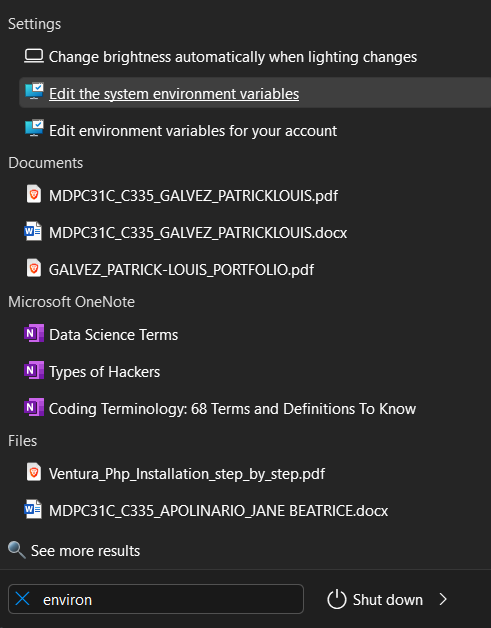 Settings
Change brightness automatically when lighting changes
Edit the system environment variables
Edit environment variables for your account
Documents
MDPC31C_C335_GALVEZ_PATRICKLOUIS.pdf
MDPC31C_C335_GALVEZ_PATRICKLOUIS.docx
GALVEZ_PATRICK-LOUIS_PORTFOLIO.pdf
Microsoft OneNote
Data Science Terms
Types of Hackers
Coding Terminology: 68 Terms and Definitions To Know
Files
Ventura_Php_Installation_step_by_step.pdf
MDPC31C_C335_APOLINARIO_JANE BEATRICE.docx
See more results
environ Shut down